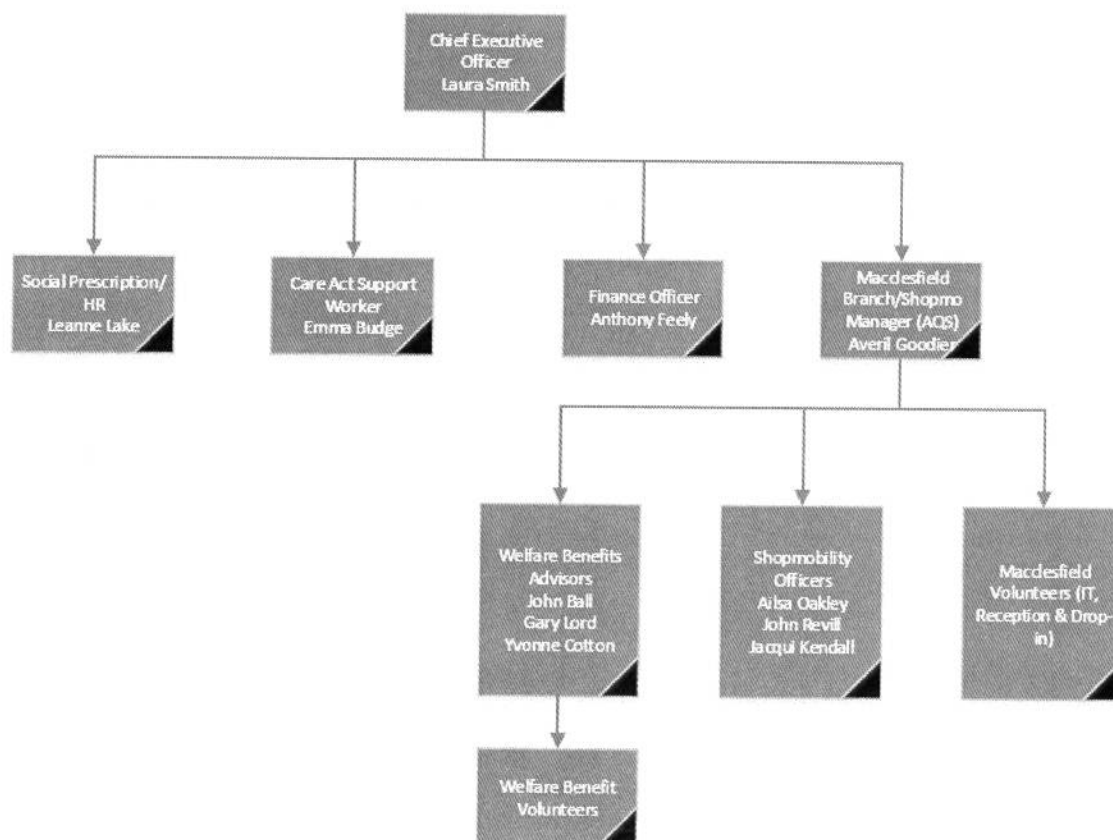 Chief Executive
Officer
Laura Smith
Social Prescription/
HR
Leanne Lake
Care Act Support
Worker
Emma Budge
Finance Officer
Anthony Feely
Macclesfield
Branch/Shopmo
Manager (AQS)
Averil Goodier
Welfare Benefits
Advisors
John Ball
Gary Lord
Yvonne Cotton
Shopmobility
Officers
Ailsa Oakley
John Revill
Jacqui Kendall
Macclesfield
Volunteers (IT,
Reception & Drop-
in)
Welfare Benefit
Volunteers